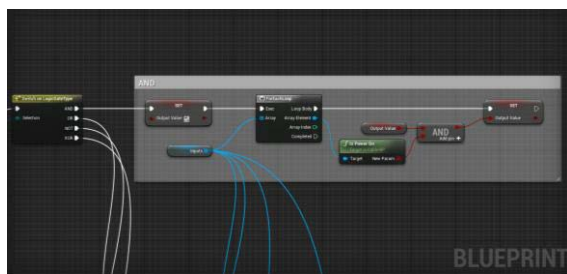 AND
Switch on LogicGateType
Selection
AND
OR
NOT
XOR
SET
Output Value
ForEachLoop
Exec
Loop Body
Array
Array Element
Array Index
Completed
Inputs
Output Value
Is Power On
Target
New Param
AND
Add pin
SET
Output Value
BLUEPRINT